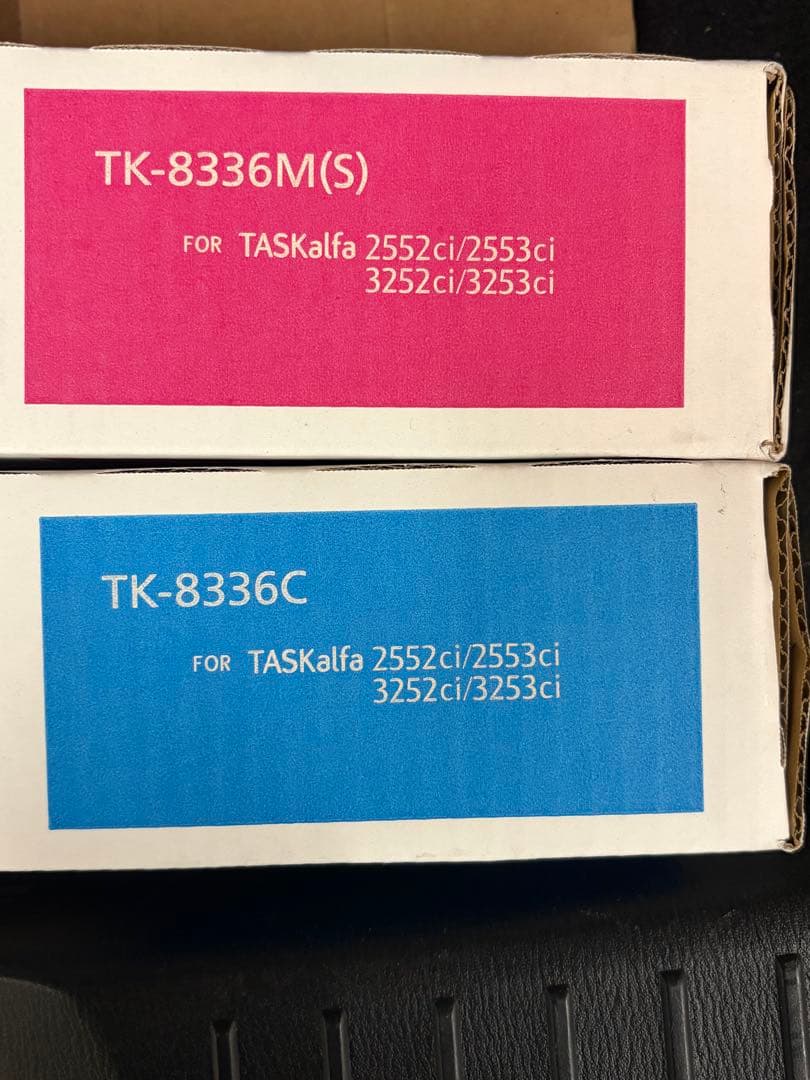 TK-8336M(S)
FOR TASKalfa 2552ci/2553ci
3252ci/3253ci
TK-8336C
FOR TASKalfa 2552ci/2553ci
3252ci/3253ci